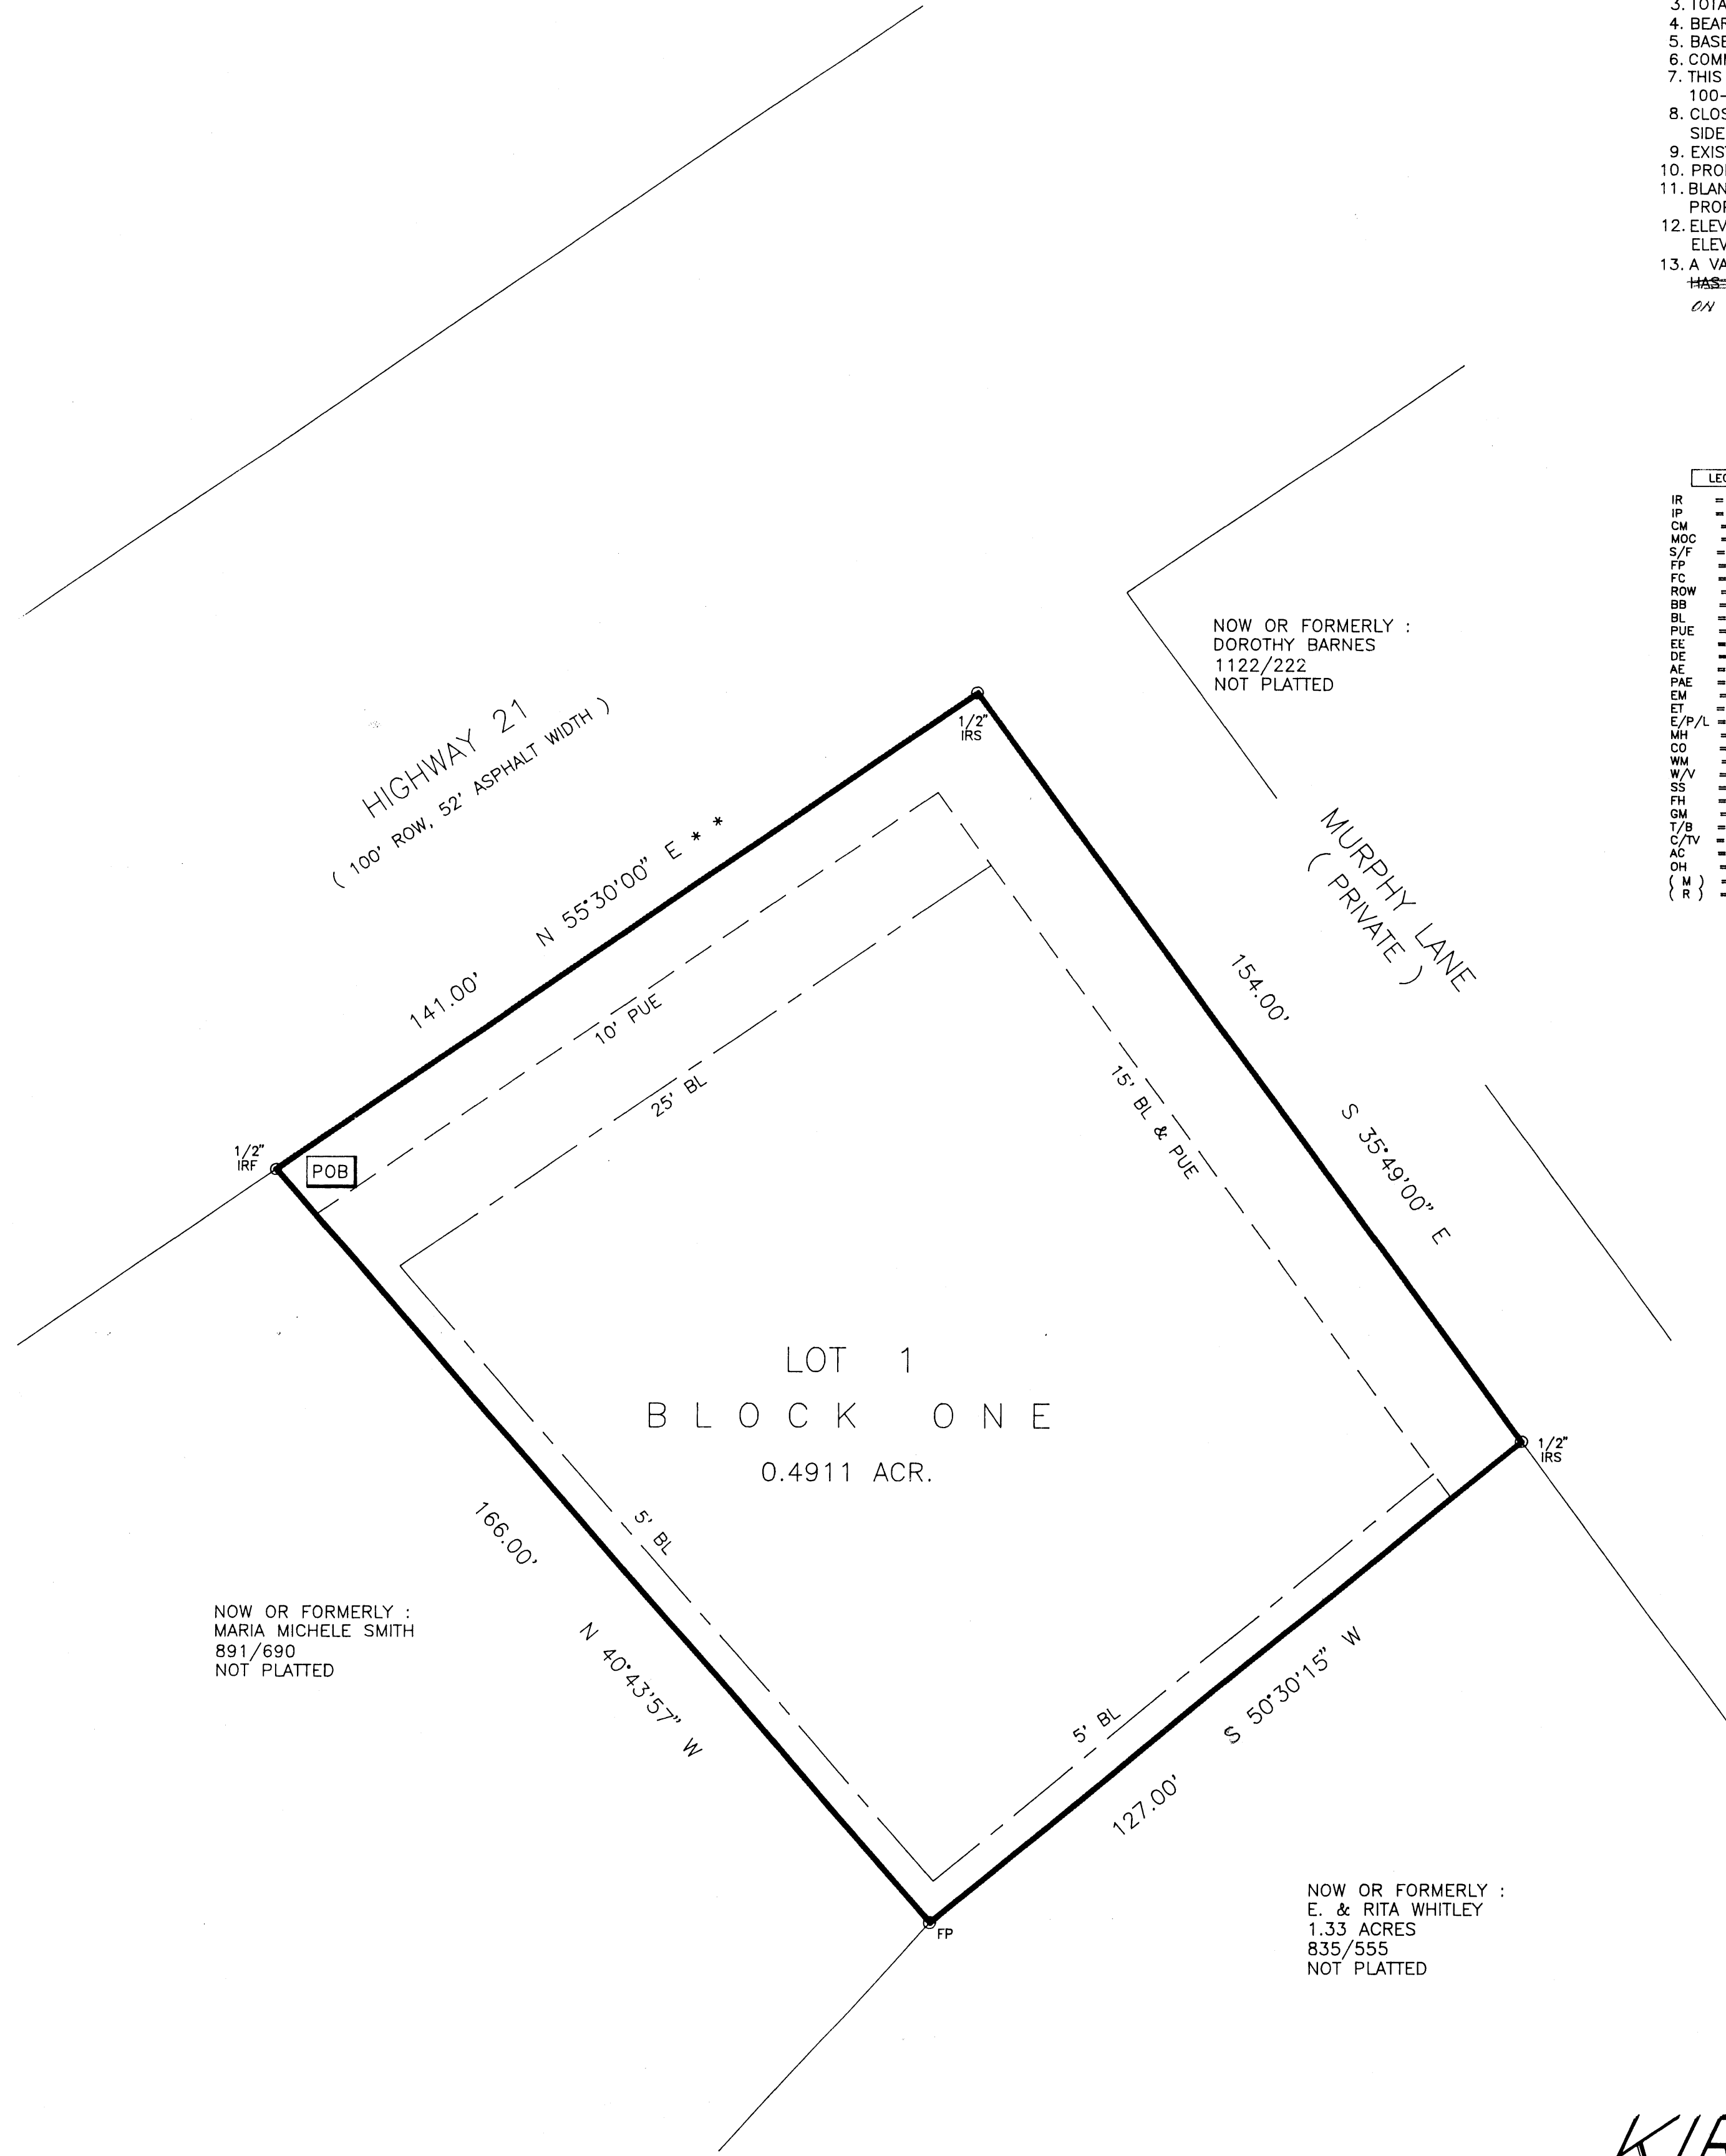 3. TOTA
4. BEAR
5. BASE
6. COM
7. THIS
100-
8. CLOS
SIDE
9. EXIS
10. PRO
11. BLAN
PROP
12. ELEV
ELEV
13. A VA
HAS
ON
LEG
IR =
IP =
CM =
MOC =
S/F =
FP =
FC =
ROW =
BB =
BL =
PUE =
EE =
DE =
AE =
PAE =
EM =
ET =
E/P/L =
MH =
CO =
WM =
W/V =
SS =
FH =
GM =
T/B =
C/TV =
AC =
OH =
( M ) =
( R ) =
NOW OR FORMERLY :
DOROTHY BARNES
1122/222
NOT PLATTED
1/2"
IRS
HIGHWAY 21
( 100' ROW, 52' ASPHALT WIDTH )
N 55°30'00" E * *
141.00'
MURPHY LANE
( PRIVATE )
154.00'
S 35°49'00" E
10' PUE
25' BL
15' BL & PUE
1/2"
IRF
POB
LOT 1
BLOCK ONE
0.4911 ACR.
1/2"
IRS
5' BL
166.00'
N 40°43'57" W
NOW OR FORMERLY :
MARIA MICHELE SMITH
891/690
NOT PLATTED
5' BL
S 50°30'15" W
127.00'
FP
NOW OR FORMERLY :
E. & RITA WHITLEY
1.33 ACRES
835/555
NOT PLATTED